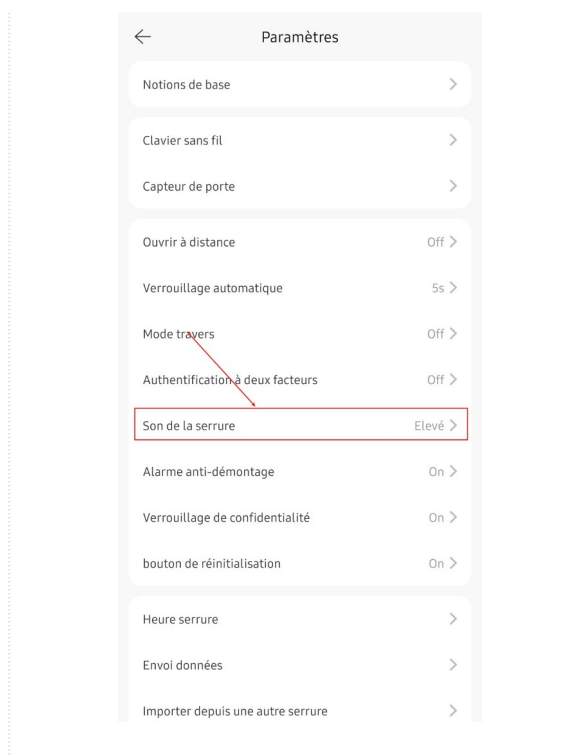 Paramètres
Notions de base
Clavier sans fil
Capteur de porte
Ouvrir à distance Off
Verrouillage automatique 5s
Mode travers Off
Authentification à deux facteurs Off
Son de la serrure Elevé
Alarme anti-démontage On
Verrouillage de confidentialité On
bouton de réinitialisation On
Heure serrure
Envoi données
Importer depuis une autre serrure